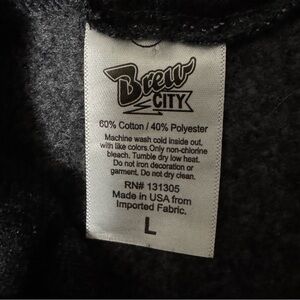 Brew
CITY
60% Cotton / 40% Polyester
Machine wash cold inside out,
with like colors.Only non-chlorine
bleach. Tumble dry low heat.
Do not iron decoration or
garment. Do not dry clean.
RN# 131305
Made in USA from
Imported Fabric.
L